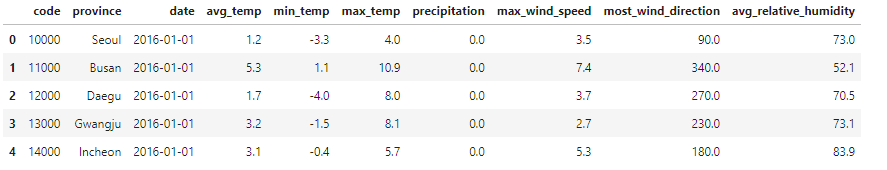 code province date avg_temp min_temp max_temp precipitation max_wind_speed most_wind_direction avg_relative_humidity
0 10000 Seoul 2016-01-01 1.2 -3.3 4.0 0.0 3.5 90.0 73.0
1 11000 Busan 2016-01-01 5.3 1.1 10.9 0.0 7.4 340.0 52.1
2 12000 Daegu 2016-01-01 1.7 -4.0 8.0 0.0 3.7 270.0 70.5
3 13000 Gwangju 2016-01-01 3.2 -1.5 8.1 0.0 2.7 230.0 73.1
4 14000 Incheon 2016-01-01 3.1 -0.4 5.7 0.0 5.3 180.0 83.9